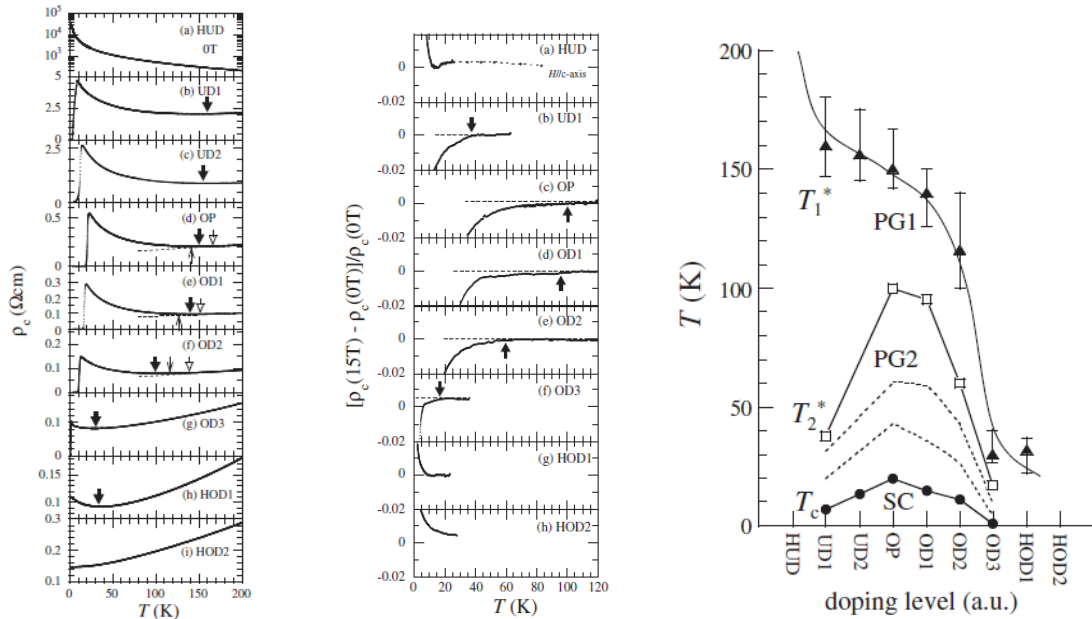 10⁵
10⁴
10³
10²
10¹
(a) HUD
0T
5
2.5
0
(b) UD1
2.5
0
(c) UD2
0.5
0
(d) OP
0.3
0.2
0.1
0
(e) OD1
0.2
0.1
0
(f) OD2
0.1
(g) OD3
0.15
0.1
(h) HOD1
0.3
0.2
0.1
(i) HOD2
0 50 100 150 200
T (K)
ρc (Ωcm)
(a) HUD
H//c-axis
0
-0.02
(b) UD1
0
-0.02
(c) OP
0
-0.02
(d) OD1
0
-0.02
(e) OD2
0
-0.02
(f) OD3
0
-0.02
(g) HOD1
0
-0.02
(h) HOD2
0
-0.02
0 20 40 60 80 100 120
T (K)
[ρc(15T) - ρc(0T)]/ρc(0T)
200
150
100
50
0
T (K)
T₁*
PG1
T₂*
PG2
Tc
SC
HUD
UD1
UD2
OP
OD1
OD2
OD3
HOD1
HOD2
doping level (a.u.)